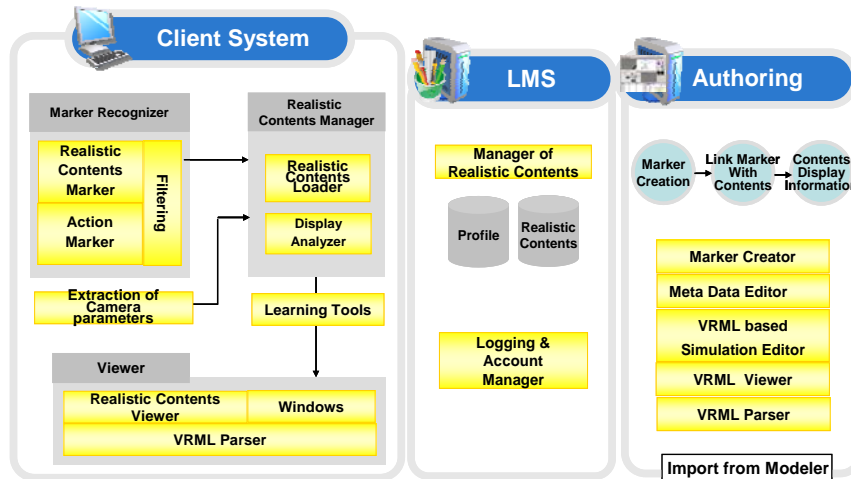 Client System
Marker Recognizer
Realistic
Contents Marker
Action
Marker
Filtering
Extraction of
Camera
parameters
Realistic
Contents Manager
Realistic
Contents
Loader
Display
Analyzer
Learning Tools
Viewer
Realistic Contents
Viewer
Windows
VRML Parser
LMS
Manager of
Realistic Contents
Profile
Realistic
Contents
Logging &
Account
Manager
Authoring
Marker
Creation
Link Marker
With
Contents
Contents
Display
Information
Marker Creator
Meta Data Editor
VRML based
Simulation Editor
VRML Viewer
VRML Parser
Import from Modeler